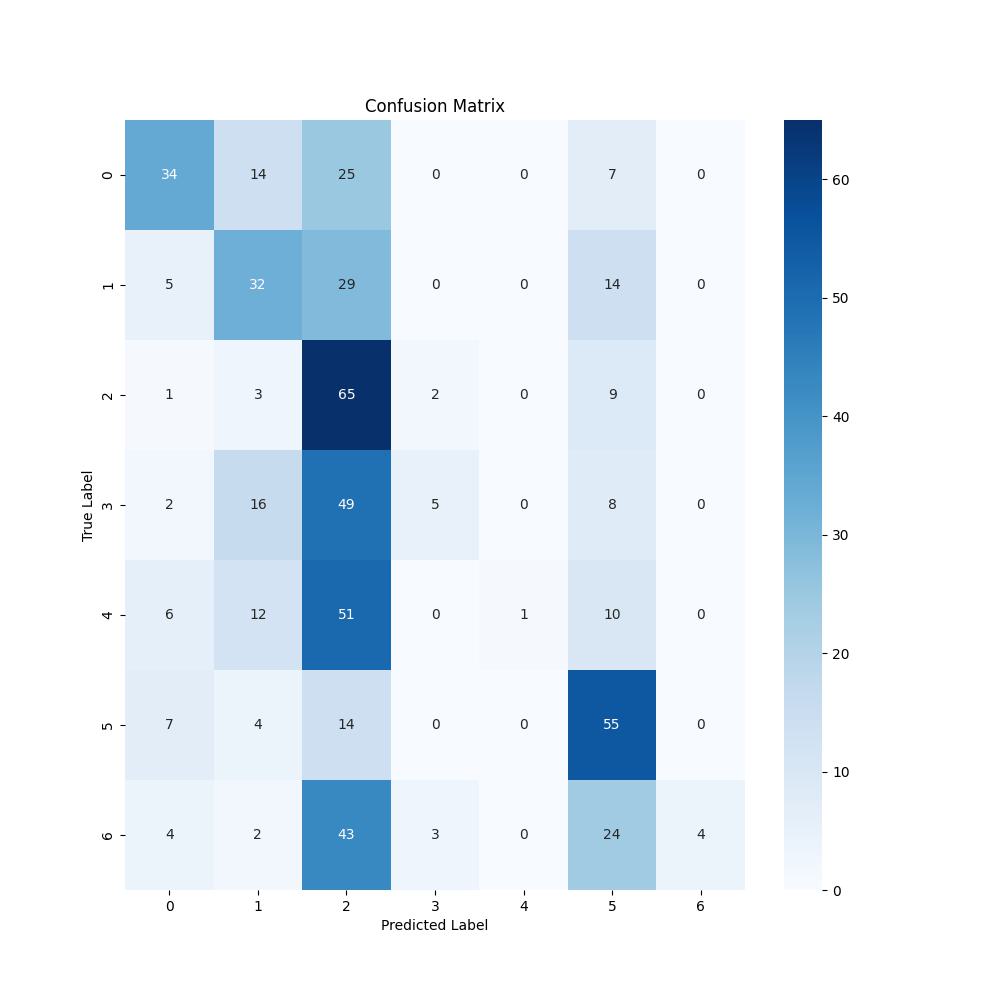 Confusion Matrix
0 34 14 25 0 0 7 0
1 5 32 29 0 0 14 0
2 1 3 65 2 0 9 0
3 2 16 49 5 0 8 0
4 6 12 51 0 1 10 0
5 7 4 14 0 0 55 0
6 4 2 43 3 0 24 4
0 1 2 3 4 5 6
True Label
Predicted Label
60
50
40
30
20
10
0